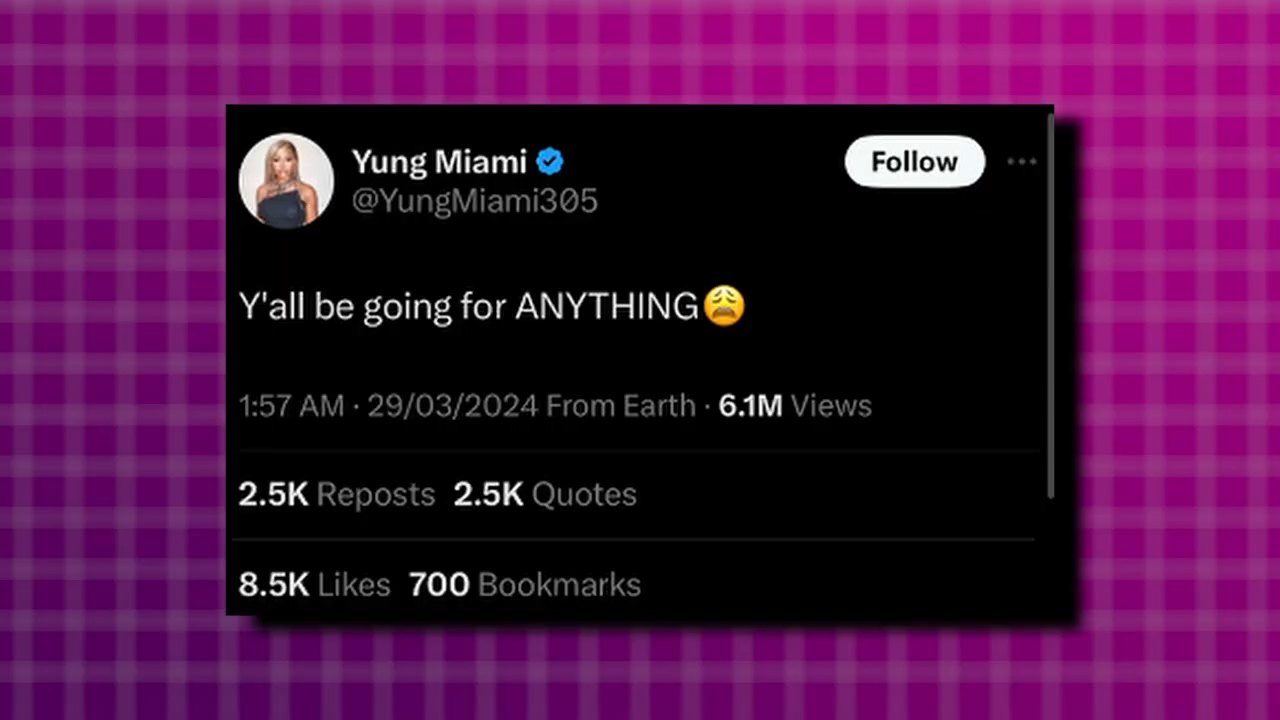 Yung Miami
Follow
@YungMiami305
Y'all be going for ANYTHING😩
1:57 AM · 29/03/2024 From Earth · 6.1M Views
2.5K Reposts 2.5K Quotes
8.5K Likes 700 Bookmarks